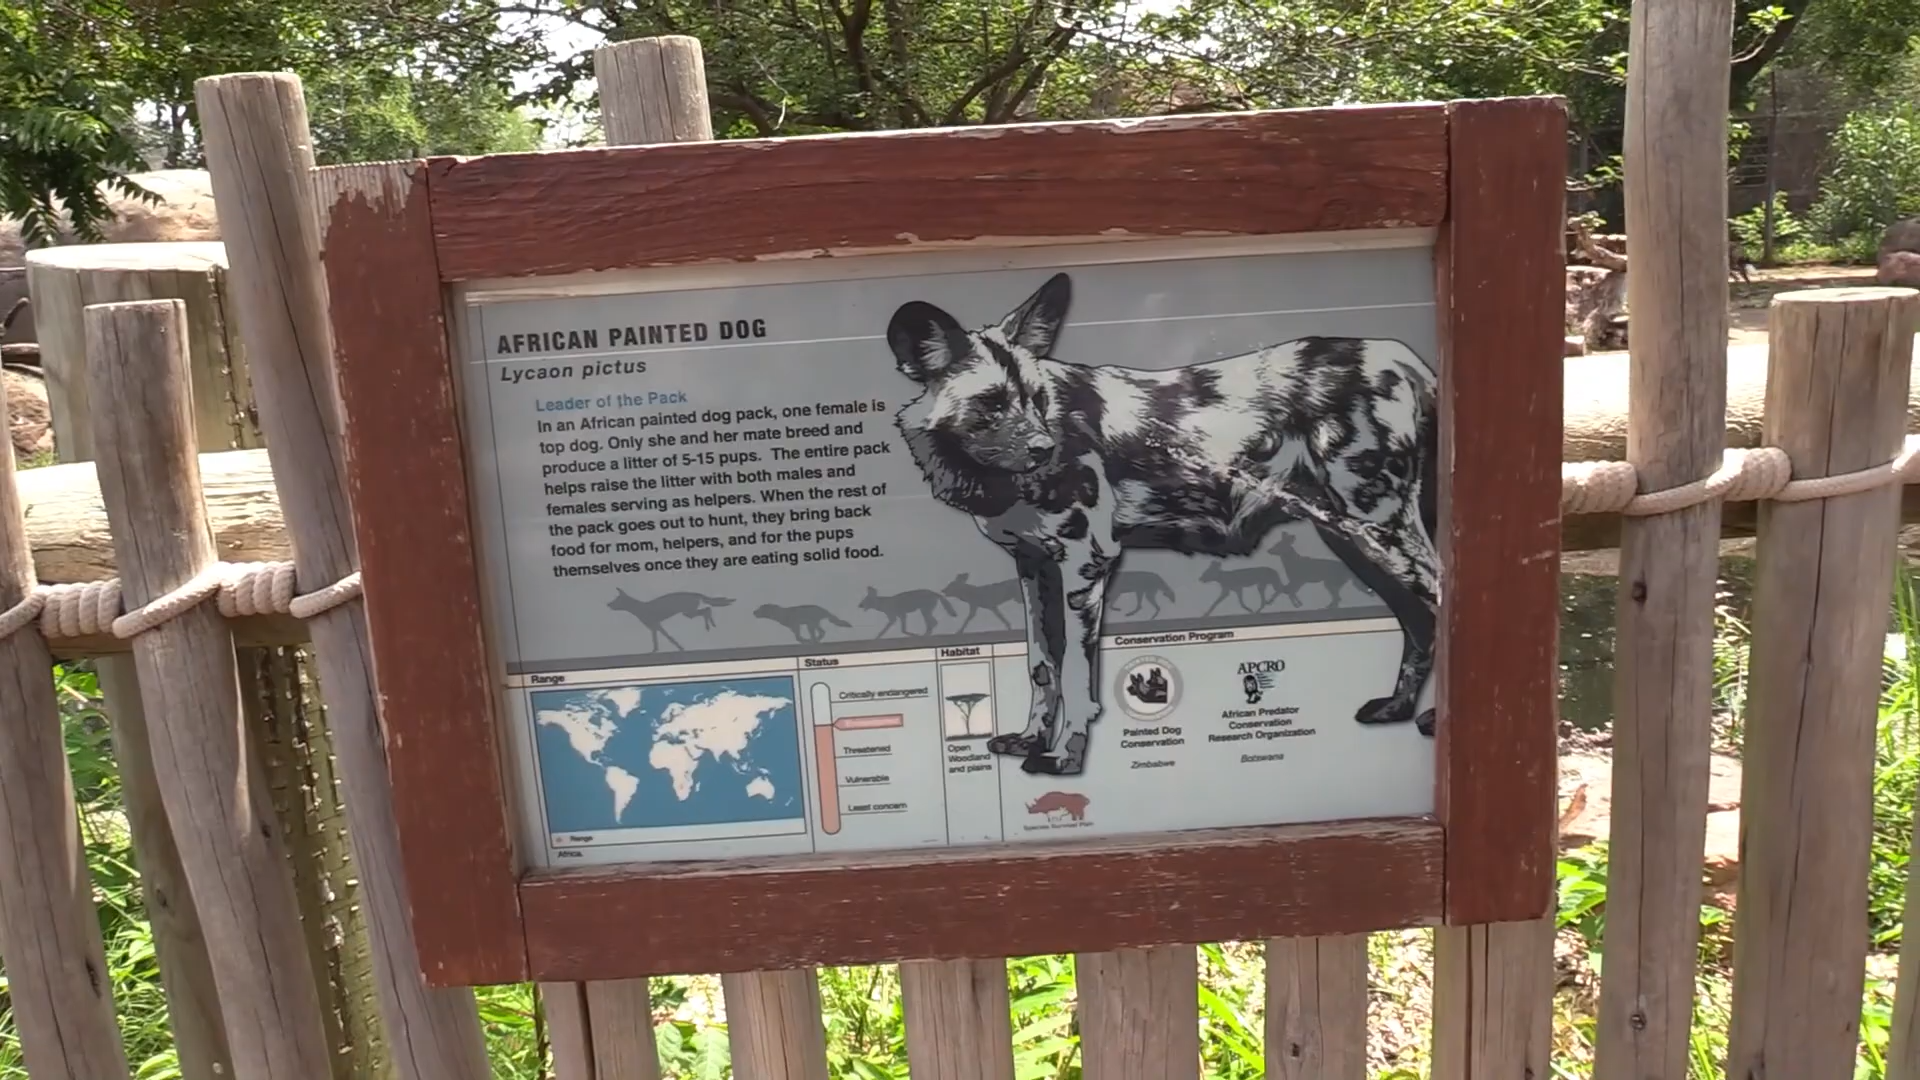 AFRICAN PAINTED DOG
Lycaon pictus
Leader of the Pack
In an African painted dog pack, one female is
top dog. Only she and her mate breed and
produce a litter of 5-15 pups. The entire pack
helps raise the litter with both males and
females serving as helpers. When the rest of
the pack goes out to hunt, they bring back
food for mom, helpers, and for the pups
themselves once they are eating solid food.
Range
Range
Africa.
Status
Critically endangered
Endangered
Threatened
Vulnerable
Least concern
Habitat
Open
Woodland
and plains
Species Survival Plan
Conservation Program
Painted Dog
Conservation
Zimbabwe
APCRO
African Predator
Conservation
Research Organization
Botswana